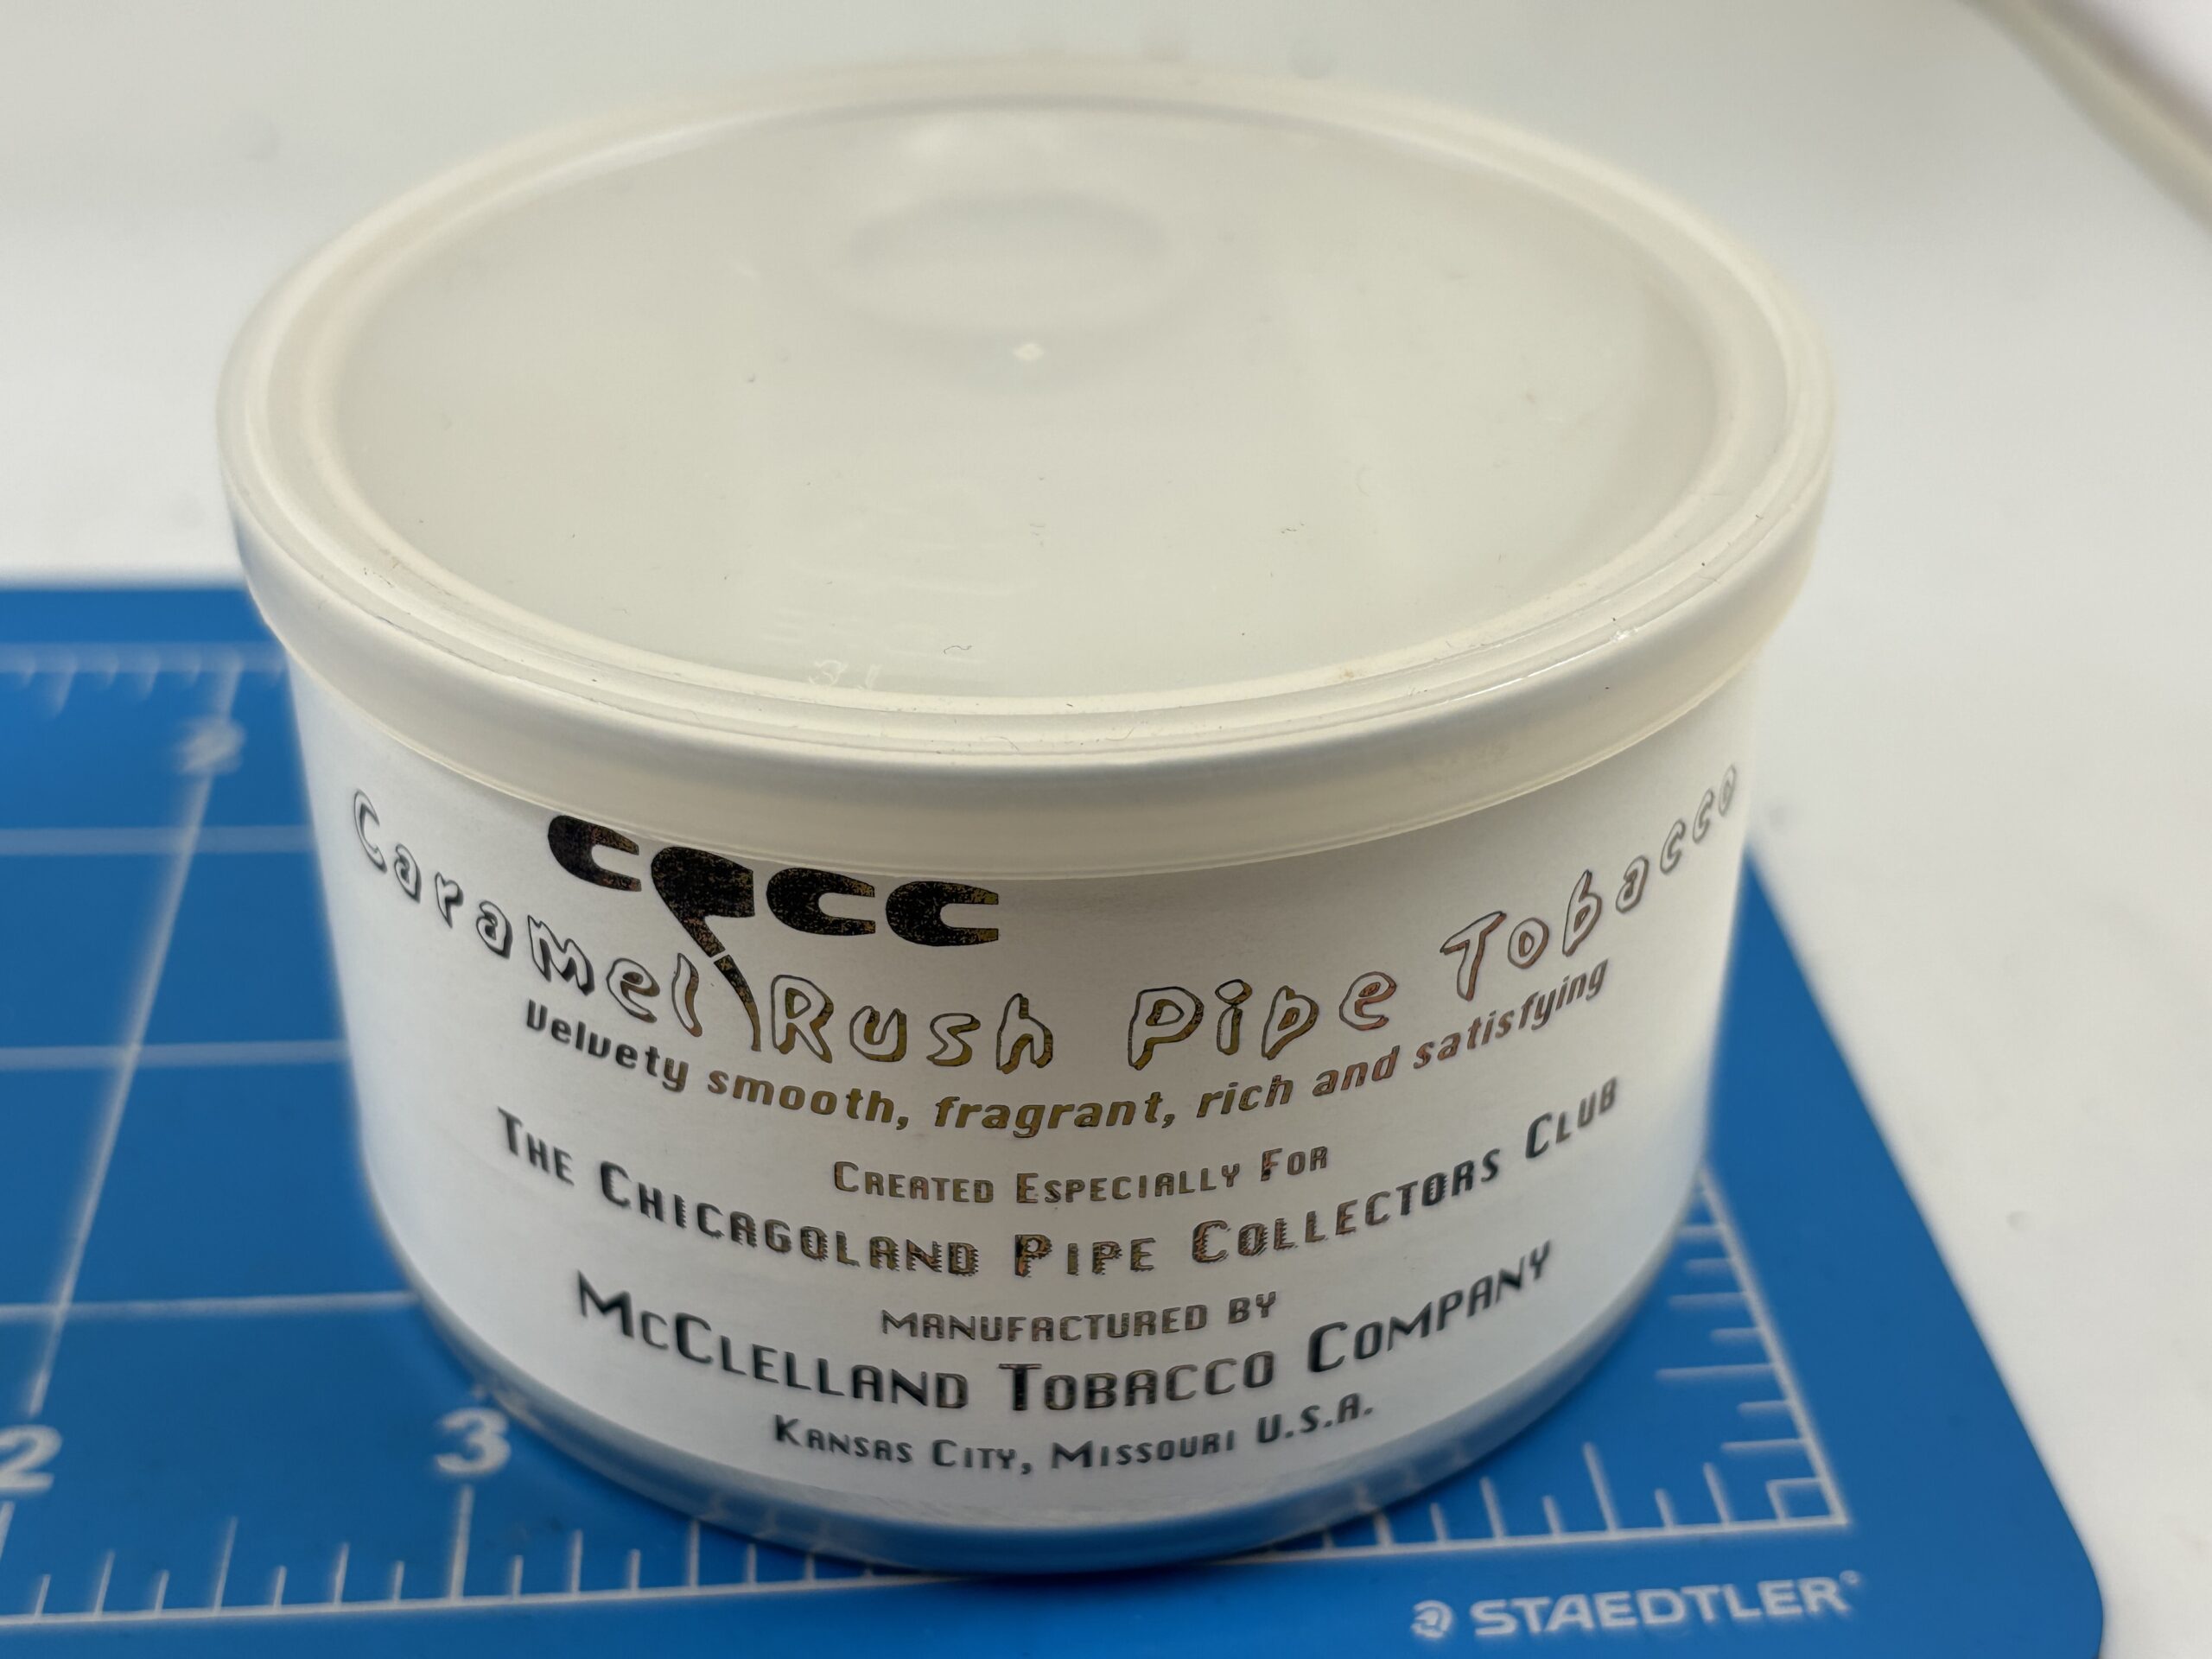 CPCC
Caramel Rush Pipe Tobacco
Velvety smooth, fragrant, rich and satisfying
CREATED ESPECIALLY FOR
THE CHICAGOLAND PIPE COLLECTORS CLUB
MANUFACTURED BY
MCCLELLAND TOBACCO COMPANY
KANSAS CITY, MISSOURI U.S.A.
2
3
STAEDTLER